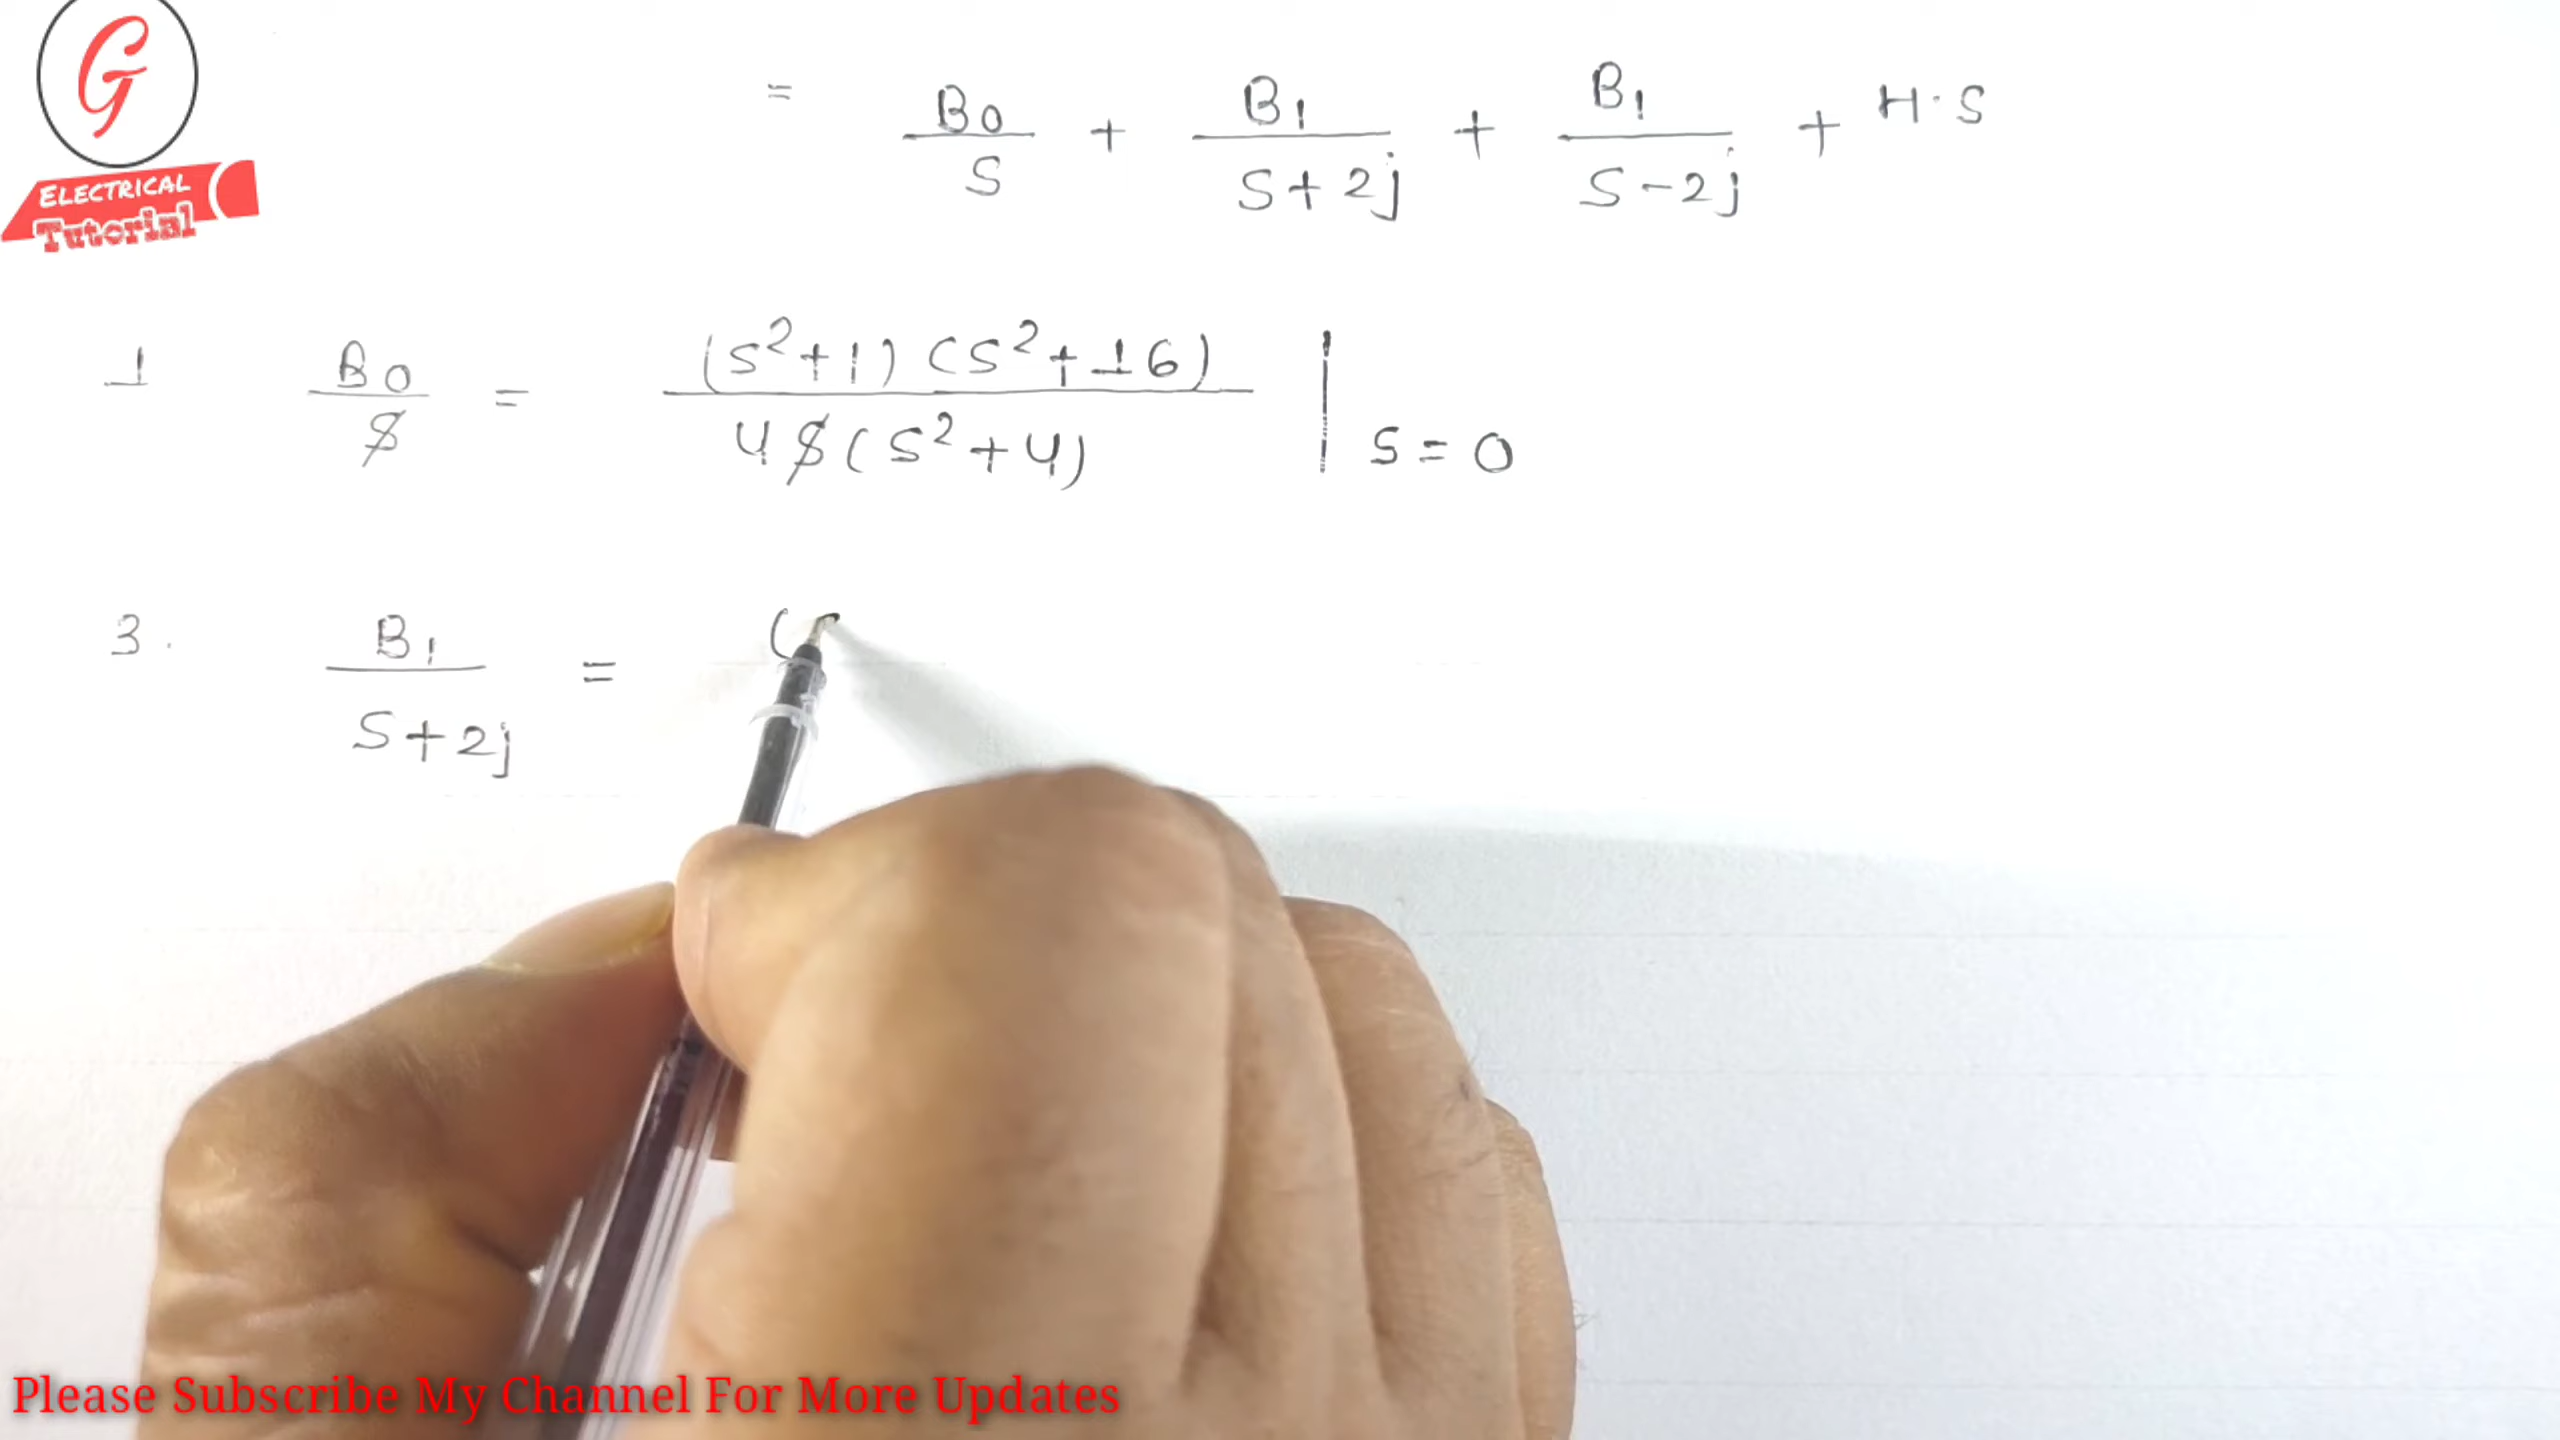 G
ELECTRICAL
Tutorial
= B0/S + B1/S+2j + B1/S-2j + H·S
1 B0/S = (S²+1) (S²+16)/4S(S²+4) | S=0
3. B1/S+2j = (
Please Subscribe My Channel For More Updates